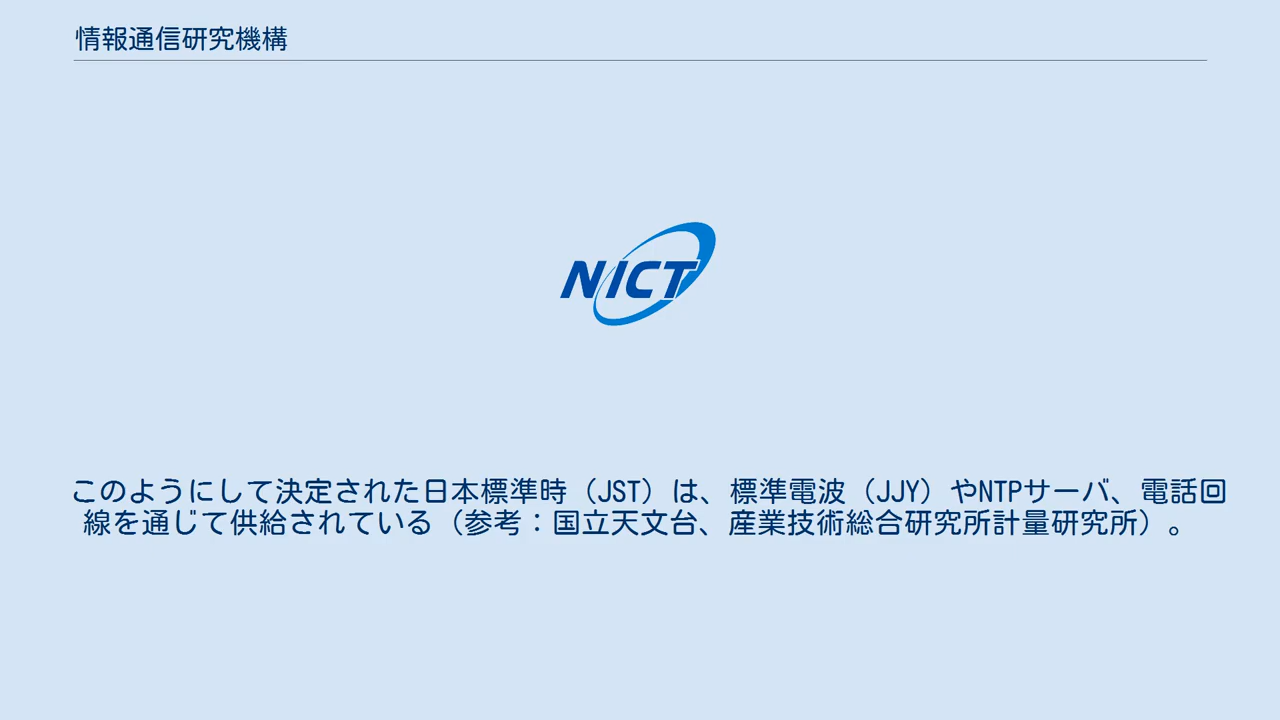 情報通信研究機構
NICT
このようにして決定された日本標準時（JST）は、標準電波（JJY）やNTPサーバ、電話回
線を通じて供給されている（参考：国立天文台、産業技術総合研究所計量研究所）。